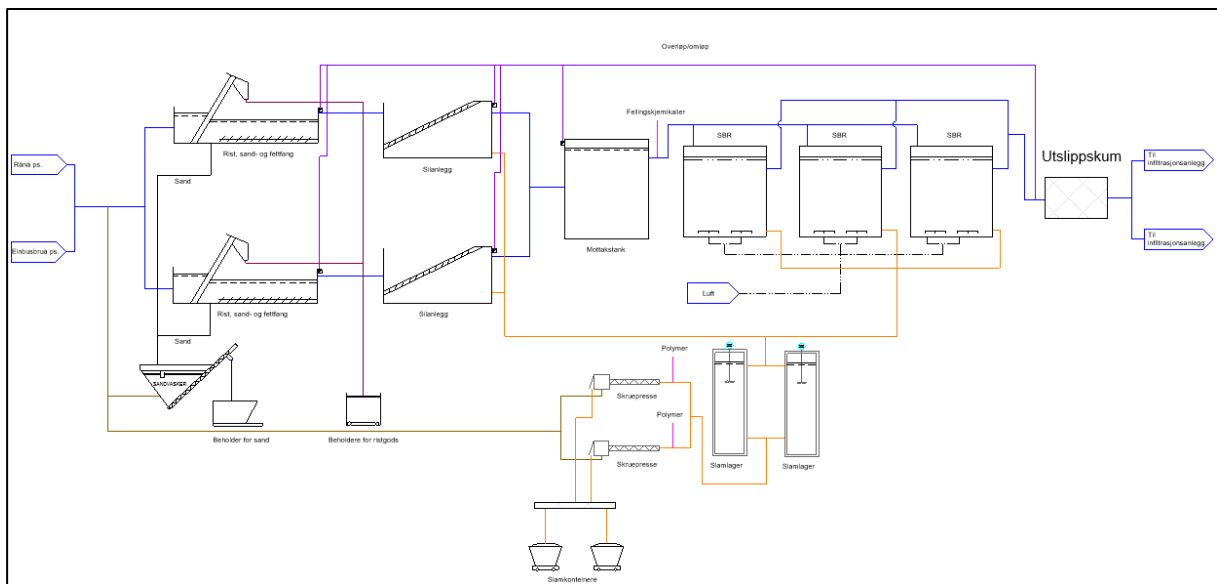 Overløp/omløp
Fellingskjemikalier
SBR
SBR
SBR
Utslippskum
Råna ps.
Rist, sand- og fettfang
Silanlegg
Til
infiltrasjonsanlegg
Sand
Einbusbrua ps.
Mottakstank
Til
infiltrasjonsanlegg
Luft
Rist, sand- og fettfang
Silanlegg
Sand
Polymer
SANDVASKER
Skruepresse
Polymer
Beholder for sand
Beholdere for ristgods
Skruepresse
Slamlager
Slamlager
Slamkonteinere